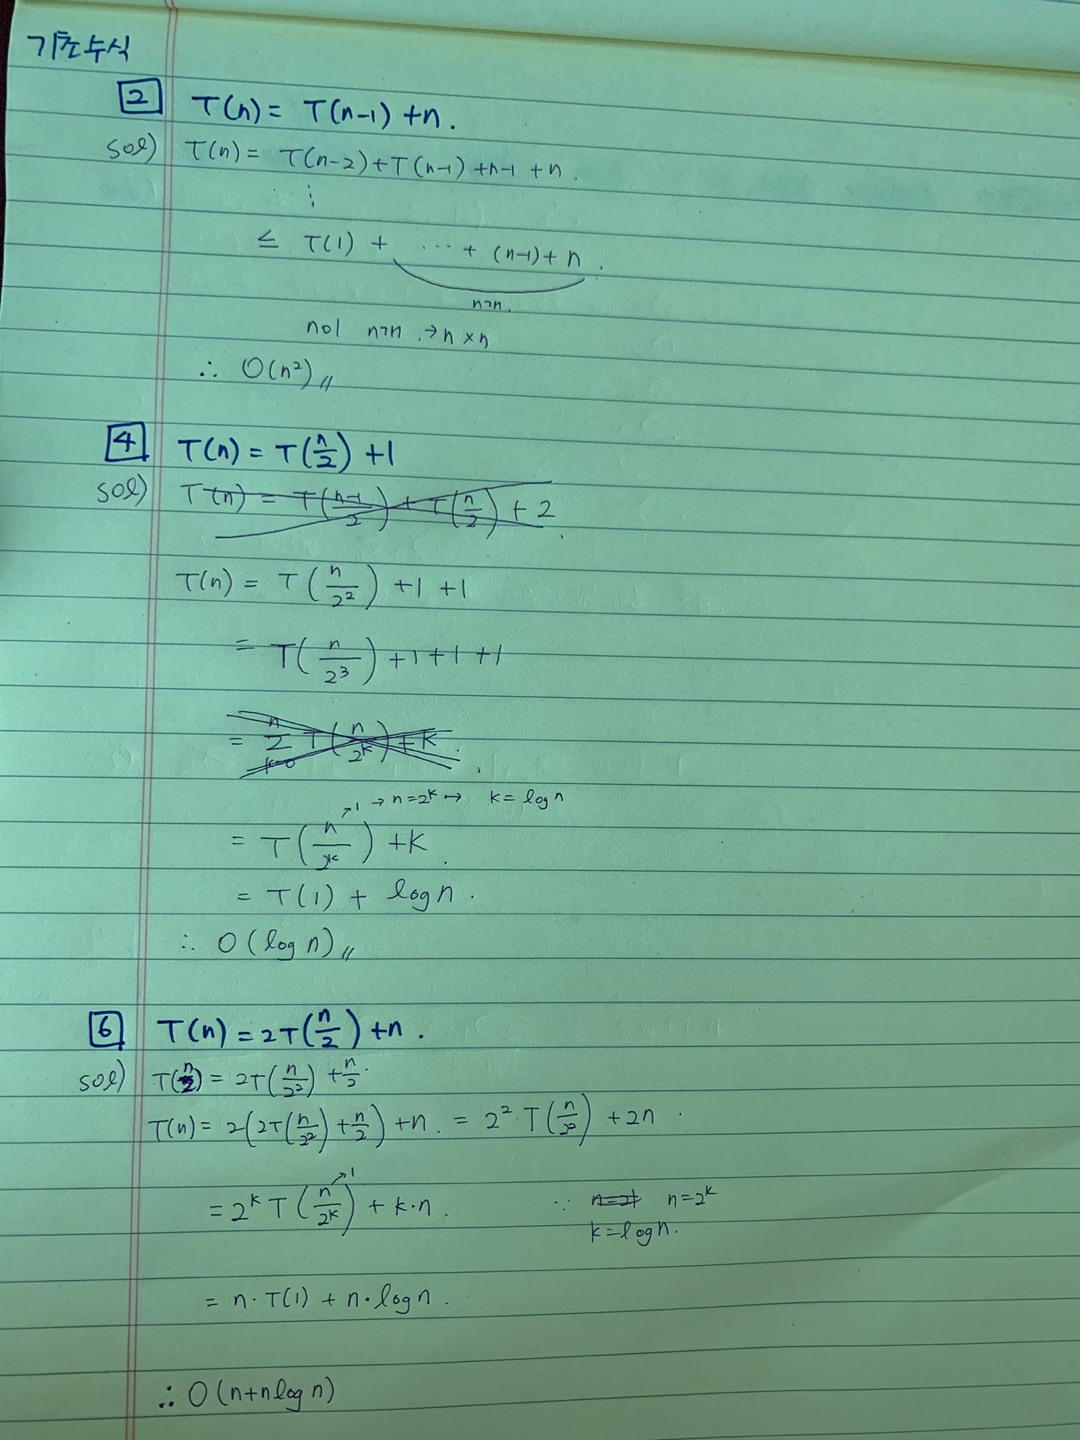 기초수식
2 T(n) = T(n-1) +n.
sol) T(n) = T(n-2)+T(n-1) +n-1 +n.
⋮
≤ T(1) + ... + (n-1)+ n.
n개.
n이 n개 → n×n
∴ O(n²)〃
4 T(n) = T(n/2) +1
sol) T(n) = T(n-1/2) + T(n/2) + 2
T(n) = T(n/2²) +1 +1
= T(n/2³) +1+1+1
= Σ T(n/2ᵏ)+k
→1 → n=2ᵏ → k= log n
= T(n/2ᵏ) +k
= T(1) + log n.
∴ O(log n)〃
6 T(n) = 2T(n/2) +n.
sol) T(n/2) = 2T(n/2²) +n/2.
T(n) = 2(2T(n/2²)+n/2) +n. = 2² T(n/2²) +2n.
→1
= 2ᵏ T(n/2ᵏ) + k·n. ∵ n=2ᵏ
k=log n.
= n· T(1) + n·log n.
∴ O(n+n log n)